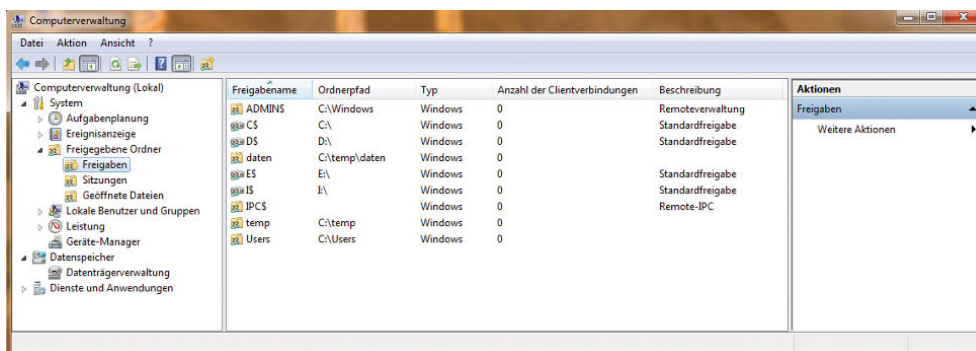 Computerverwaltung
Datei Aktion Ansicht ?
Computerverwaltung (Lokal)
System
Aufgabenplanung
Ereignisanzeige
Freigegebene Ordner
Freigaben
Sitzungen
Geöffnete Dateien
Lokale Benutzer und Gruppen
Leistung
Geräte-Manager
Datenspeicher
Datenträgerverwaltung
Dienste und Anwendungen
Freigabename Ordnerpfad Typ Anzahl der Clientverbindungen Beschreibung
ADMIN$ C:\Windows Windows 0 Remoteverwaltung
C$ C:\ Windows 0 Standardfreigabe
D$ D:\ Windows 0 Standardfreigabe
daten C:\temp\daten Windows 0
E$ E:\ Windows 0 Standardfreigabe
I$ I:\ Windows 0 Standardfreigabe
IPC$ Windows 0 Remote-IPC
temp C:\temp Windows 0
Users C:\Users Windows 0
Aktionen
Freigaben
Weitere Aktionen